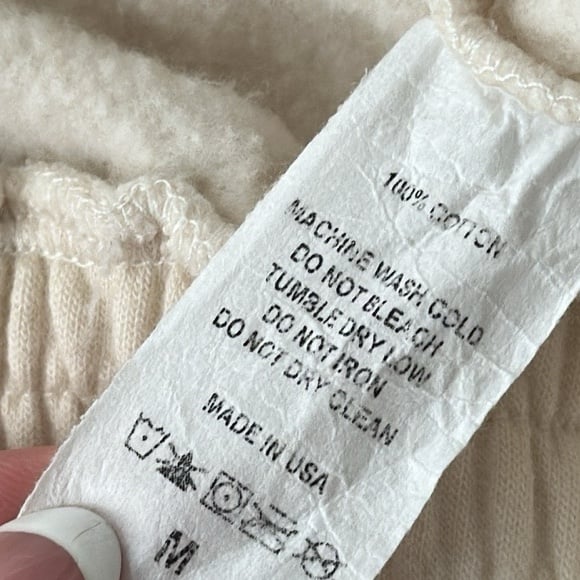 100% COTTON
MACHINE WASH COLD
DO NOT BLEACH
TUMBLE DRY LOW
DO NOT IRON
DO NOT DRY CLEAN
MADE IN USA
M